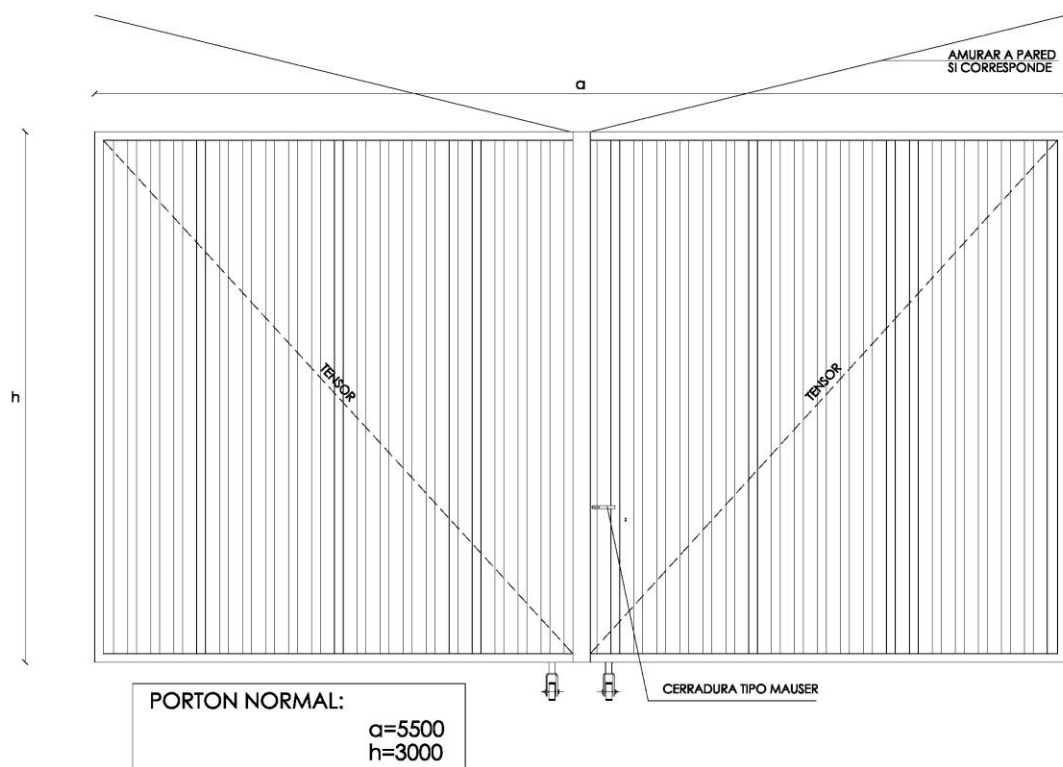 AMURAR A PARED
SI CORRESPONDE
a
h
TENSOR
TENSOR
CERRADURA TIPO MAUSER
PORTON NORMAL:
a=5500
h=3000